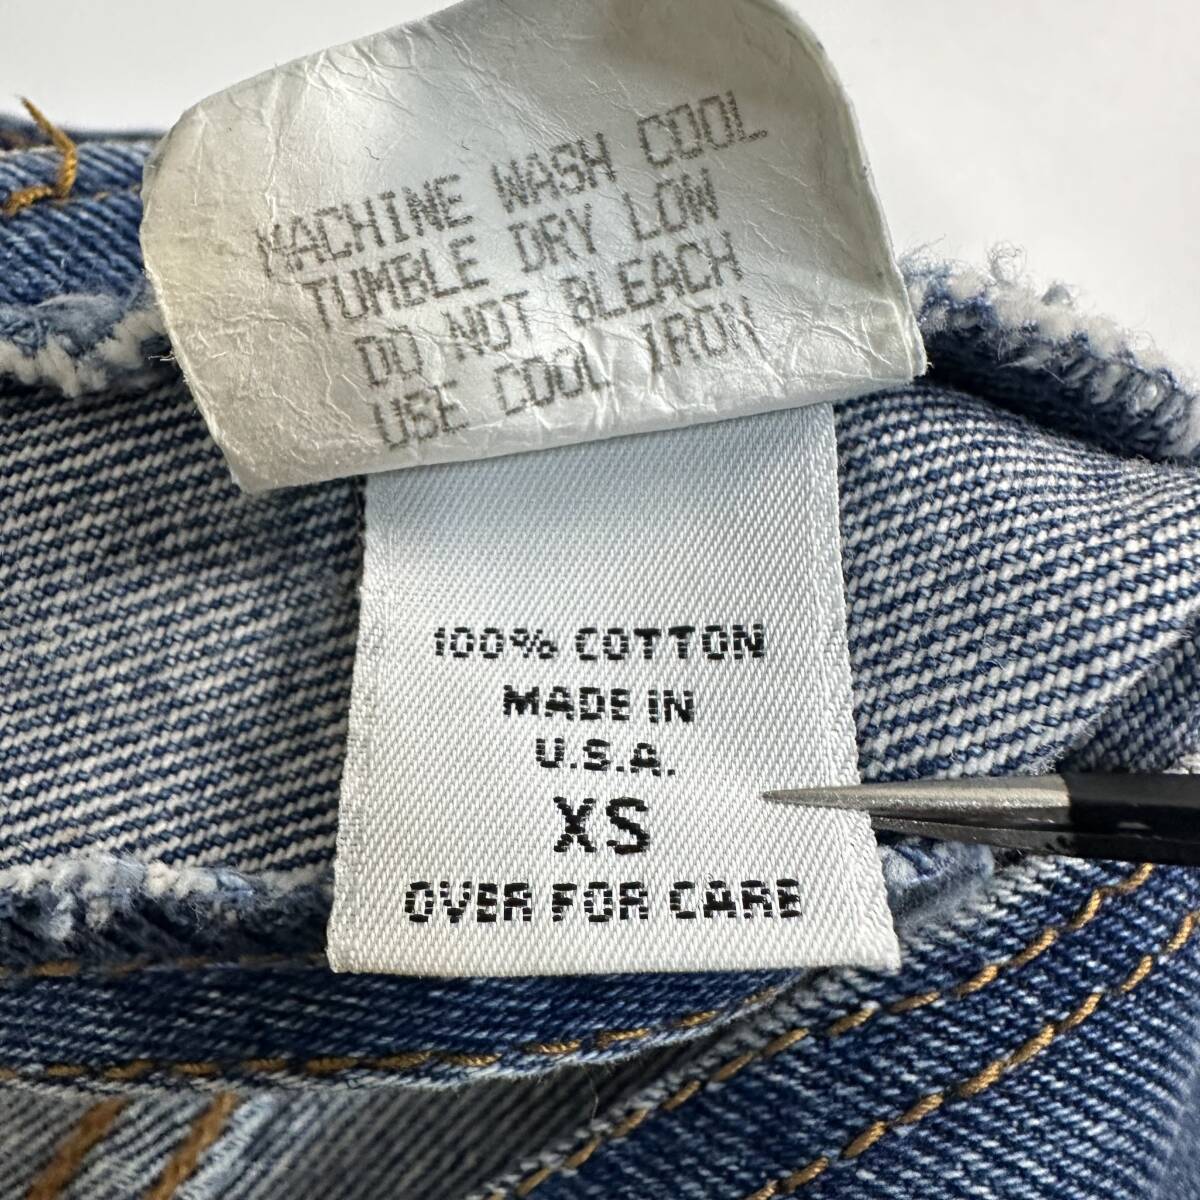 MACHINE WASH COOL
TUMBLE DRY LOW
DO NOT BLEACH
USE COOL IRON
100% COTTON
MADE IN
U.S.A.
XS
OVER FOR CARE